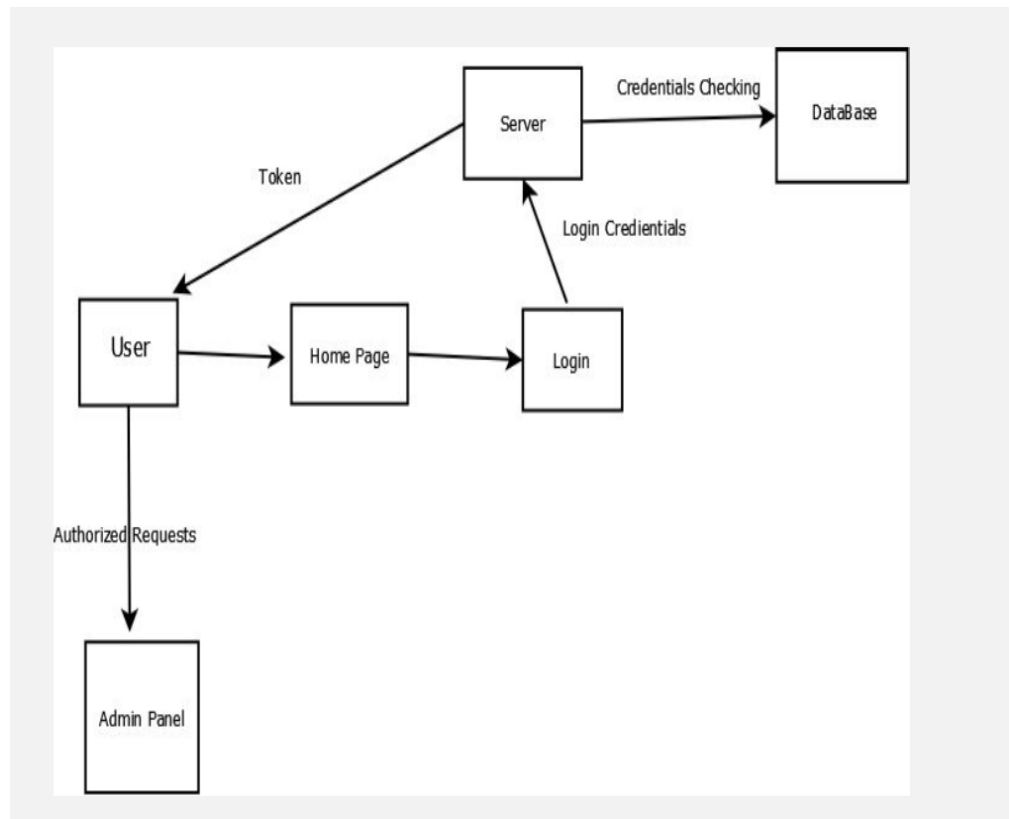 Credentials Checking
DataBase
Server
Token
Login Credientials
User
Home Page
Login
Authorized Requests
Admin Panel